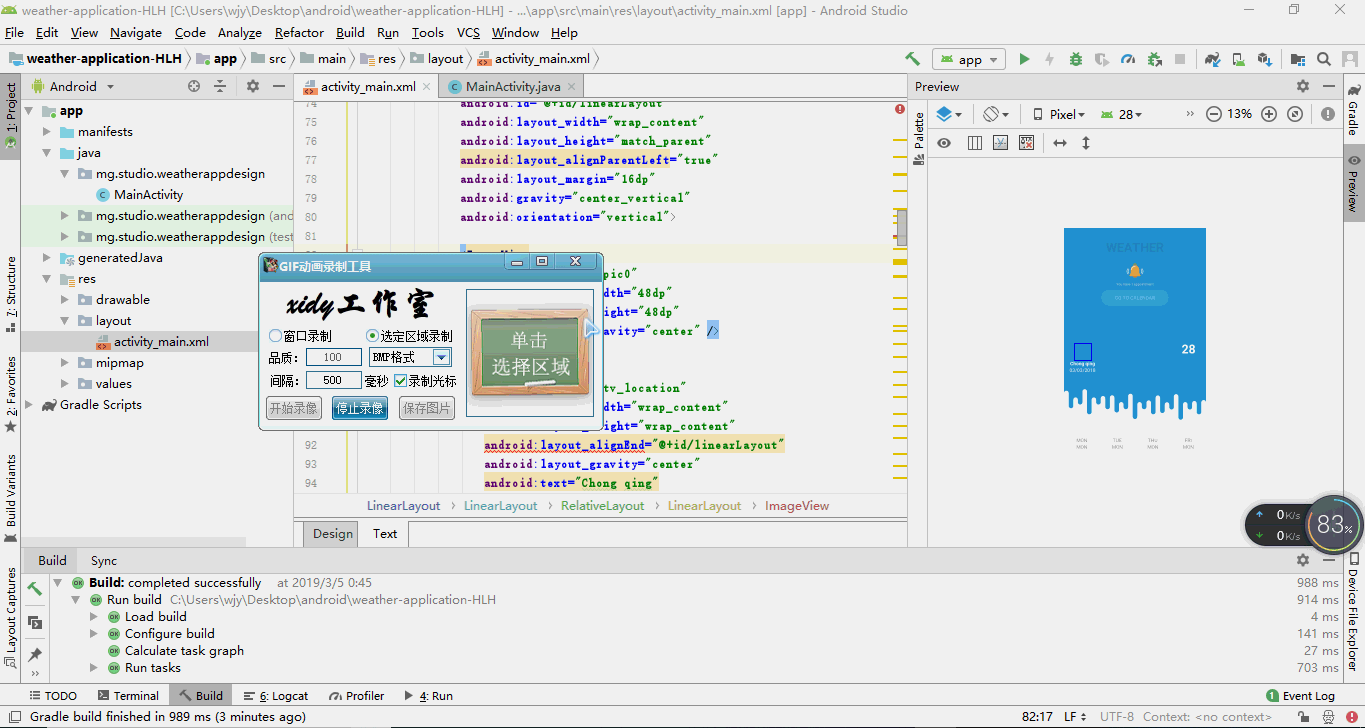 weather-application-HLH [C:\Users\wjy\Desktop\android\weather-application-HLH] - ...\app\src\main\res\layout\activity_main.xml [app] - Android Studio
File Edit View Navigate Code Analyze Refactor Build Run Tools VCS Window Help
weather-application-HLH app src main res layout activity_main.xml app
Android activity_main.xml MainActivity.java Preview
1: Project
Z: Structure
2: Favorites
Build Variants
Layout Captures
app
manifests
java
mg.studio.weatherappdesign
MainActivity
mg.studio.weatherappdesign (and
mg.studio.weatherappdesign (test
generatedJava
res
drawable
layout
activity_main.xml
mipmap
values
Gradle Scripts
74 android:id="@+id/linearLayout"
75 android:layout_width="wrap_content"
76 android:layout_height="match_parent"
77 android:layout_alignParentLeft="true"
78 android:layout_margin="16dp"
79 android:gravity="center_vertical"
80 android:orientation="vertical">
81
pic0"
dth="48dp"
ight="48dp"
avity="center" />
tv_location"
dth="wrap_content"
ight="wrap_content"
92 android:layout_alignEnd="@+id/linearLayout"
93 android:layout_gravity="center"
94 android:text="Chong qing"
GIF动画录制工具
xidy工作室
窗口录制 选定区域录制
品质: 100 BMP格式
间隔: 500 毫秒 录制光标
开始录像 停止录像 保存图片
单击
选择区域
LinearLayout LinearLayout RelativeLayout LinearLayout ImageView
Design Text
Palette
Pixel 28 13%
WEATHER
28
Chong qing
02/03/2019
MON TUE THU FRI
MON MON MON MON
Gradle
Preview
Device File Explorer
0K/s
0K/s
83%
Build Sync
Build: completed successfully at 2019/3/5 0:45 988 ms
Run build C:\Users\wjy\Desktop\android\weather-application-HLH 914 ms
Load build 4 ms
Configure build 141 ms
Calculate task graph 27 ms
Run tasks 703 ms
TODO Terminal Build 6: Logcat Profiler 4: Run 1 Event Log
Gradle build finished in 989 ms (3 minutes ago) 82:17 LF UTF-8 Context: <no context>